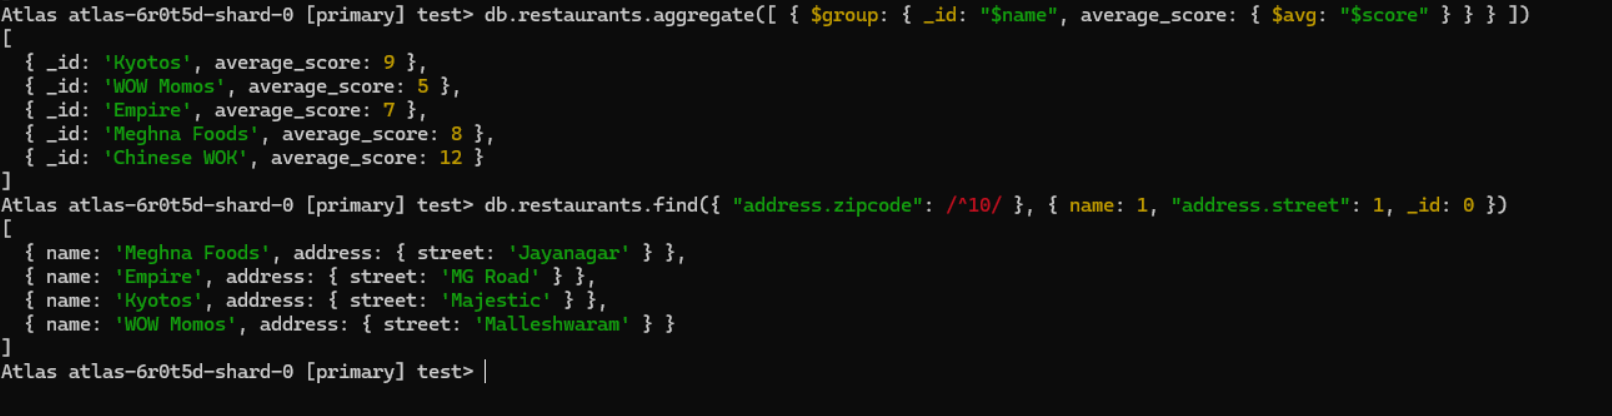 Atlas atlas-6r0t5d-shard-0 [primary] test> db.restaurants.aggregate([ { $group: { _id: "$name", average_score: { $avg: "$score" } } } ])
[
  { _id: 'Kyotos', average_score: 9 },
  { _id: 'WOW Momos', average_score: 5 },
  { _id: 'Empire', average_score: 7 },
  { _id: 'Meghna Foods', average_score: 8 },
  { _id: 'Chinese WOK', average_score: 12 }
]
Atlas atlas-6r0t5d-shard-0 [primary] test> db.restaurants.find({ "address.zipcode": /^10/ }, { name: 1, "address.street": 1, _id: 0 })
[
  { name: 'Meghna Foods', address: { street: 'Jayanagar' } },
  { name: 'Empire', address: { street: 'MG Road' } },
  { name: 'Kyotos', address: { street: 'Majestic' } },
  { name: 'WOW Momos', address: { street: 'Malleshwaram' } }
]
Atlas atlas-6r0t5d-shard-0 [primary] test>